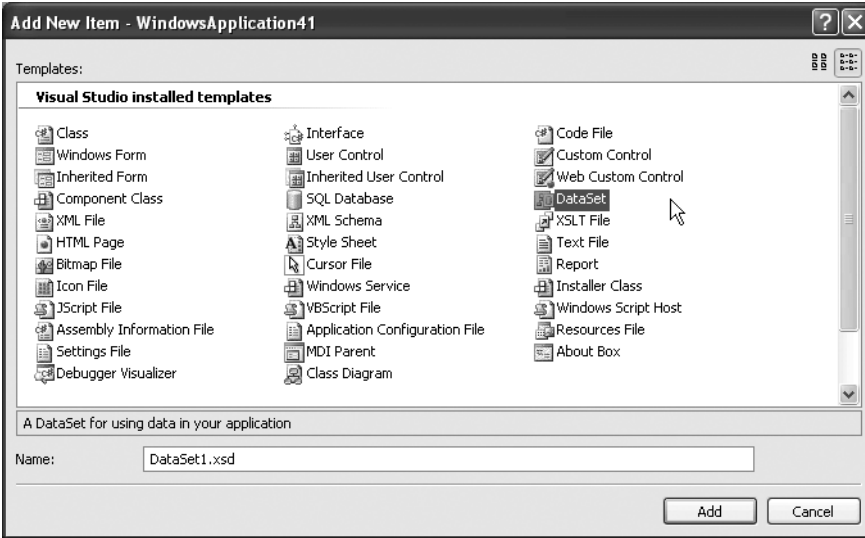 Add New Item - WindowsApplication41
Templates:
Visual Studio installed templates
Class Interface Code File
Windows Form User Control Custom Control
Inherited Form Inherited User Control Web Custom Control
Component Class SQL Database DataSet
XML File XML Schema XSLT File
HTML Page Style Sheet Text File
Bitmap File Cursor File Report
Icon File Windows Service Installer Class
JScript File VBScript File Windows Script Host
Assembly Information File Application Configuration File Resources File
Settings File MDI Parent About Box
Debugger Visualizer Class Diagram
A DataSet for using data in your application
Name: DataSet1.xsd
Add Cancel